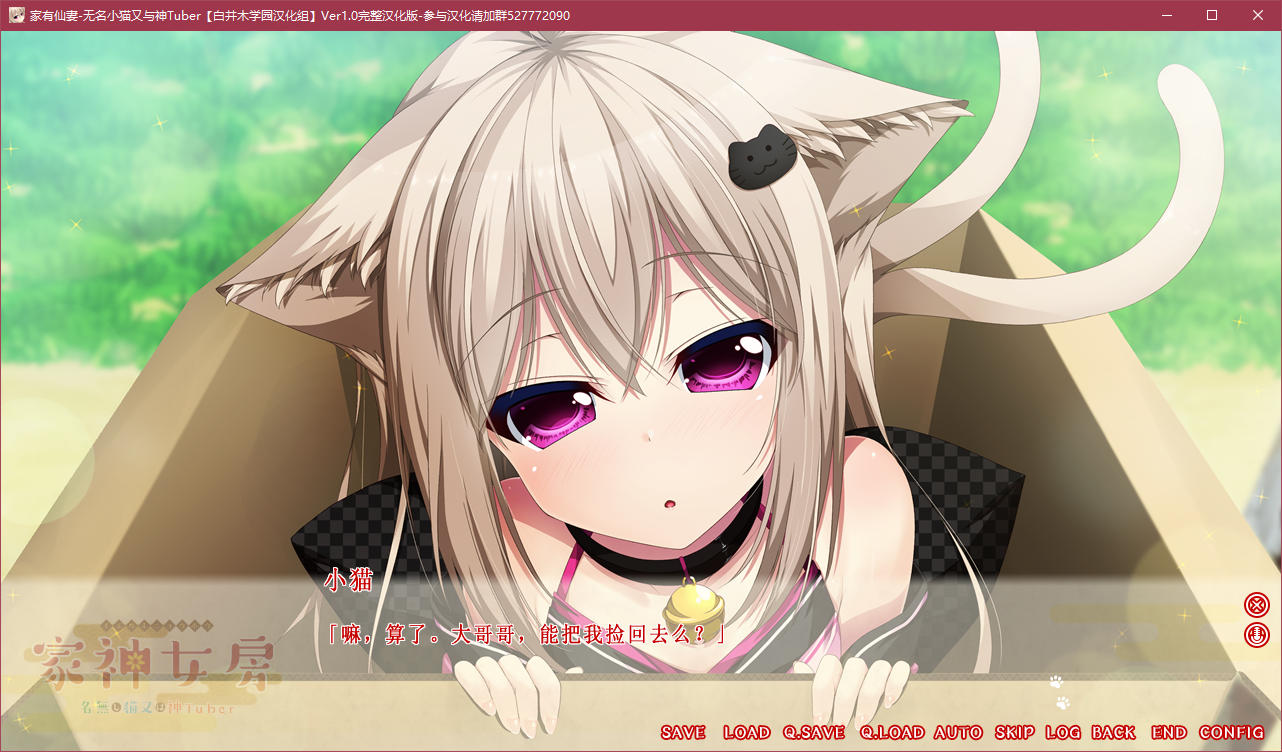 家有仙妻-无名小猫又与神Tuber【白井木学园汉化组】Ver1.0完整汉化版-参与汉化请加群527772090
小猫
「嘛，算了。大哥哥，能把我捡回去么？」
家神女房
名無し猫又は神Tuber
SAVE LOAD Q.SAVE Q.LOAD AUTO SKIP LOG BACK END CONFIG